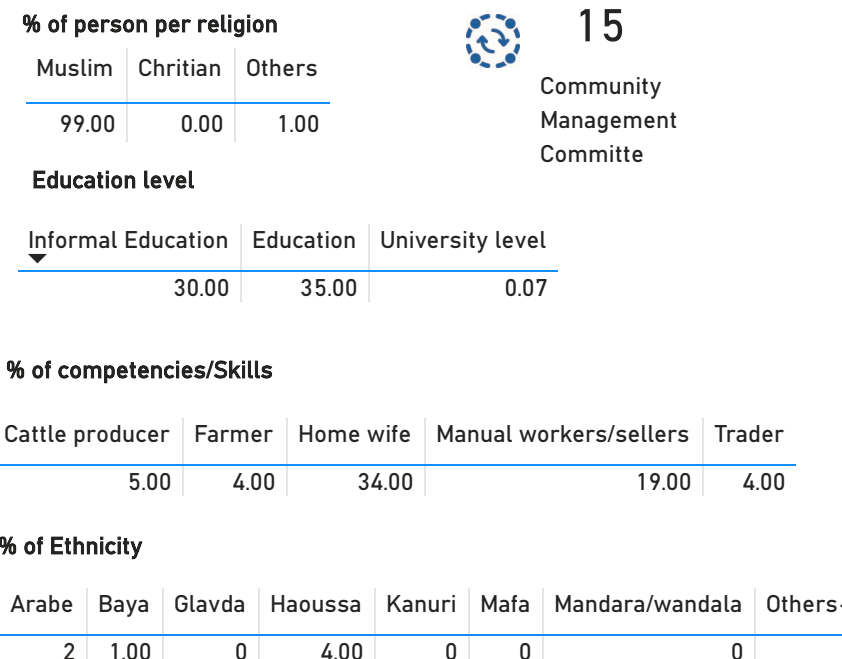 % of person per religion
Muslim Chritian Others
99.00 0.00 1.00
15
Community
Management
Committe
Education level
Informal Education Education University level
30.00 35.00 0.07
% of competencies/Skills
Cattle producer Farmer Home wife Manual workers/sellers Trader
5.00 4.00 34.00 19.00 4.00
% of Ethnicity
Arabe Baya Glavda Haoussa Kanuri Mafa Mandara/wandala Others-
2 1.00 0 4.00 0 0 0